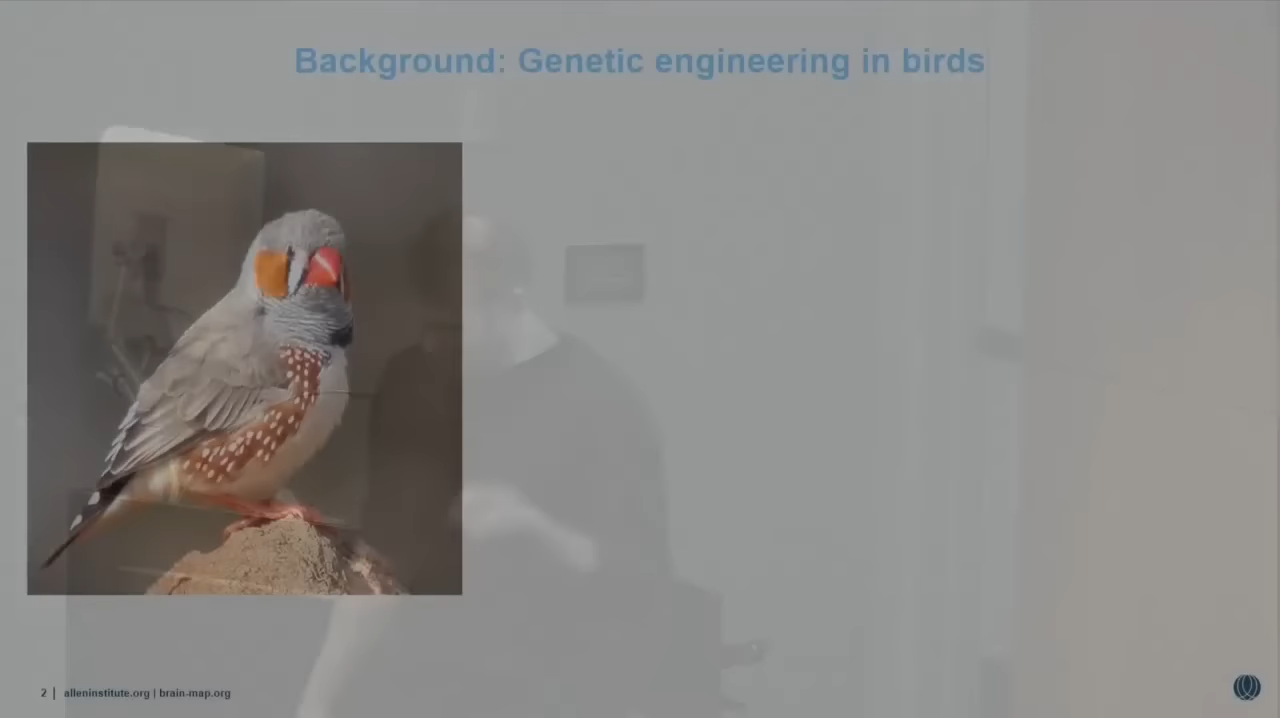 Background: Genetic engineering in birds
2 | alleninstitute.org | brain-map.org